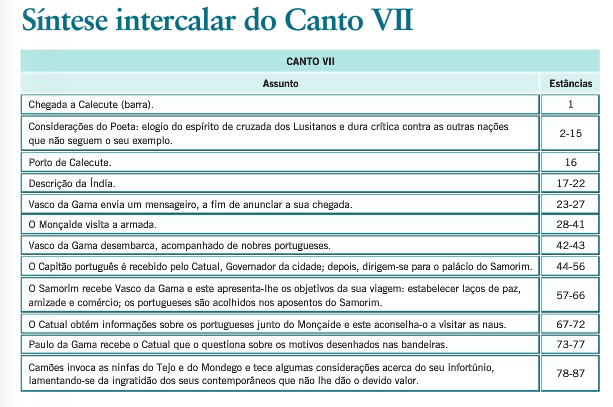 Síntese intercalar do Canto VII
CANTO VII
Assunto Estâncias
Chegada a Calecute (barra). 1
Considerações do Poeta: elogio do espírito de cruzada dos Lusitanos e dura crítica contra as outras nações
que não seguem o seu exemplo. 2-15
Porto de Calecute. 16
Descrição da Índia. 17-22
Vasco da Gama envia um mensageiro, a fim de anunciar a sua chegada. 23-27
O Monçaide visita a armada. 28-41
Vasco da Gama desembarca, acompanhado de nobres portugueses. 42-43
O Capitão português é recebido pelo Catual, Governador da cidade; depois, dirigem-se para o palácio do Samorim. 44-56
O Samorim recebe Vasco da Gama e este apresenta-lhe os objetivos da sua viagem: estabelecer laços de paz,
amizade e comércio; os portugueses são acolhidos nos aposentos do Samorim. 57-66
O Catual obtém informações sobre os portugueses junto do Monçaide e este aconselha-o a visitar as naus. 67-72
Paulo da Gama recebe o Catual que o questiona sobre os motivos desenhados nas bandeiras. 73-77
Camões invoca as ninfas do Tejo e do Mondego e tece algumas considerações acerca do seu infortúnio,
lamentando-se da ingratidão dos seus contemporâneos que não lhe dão o devido valor. 78-87